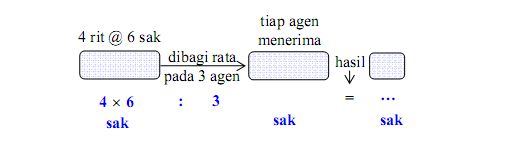 tiap agen
menerima
4 rit @ 6 sak
dibagi rata
pada 3 agen
hasil
4 × 6 : 3 = ...
sak sak sak